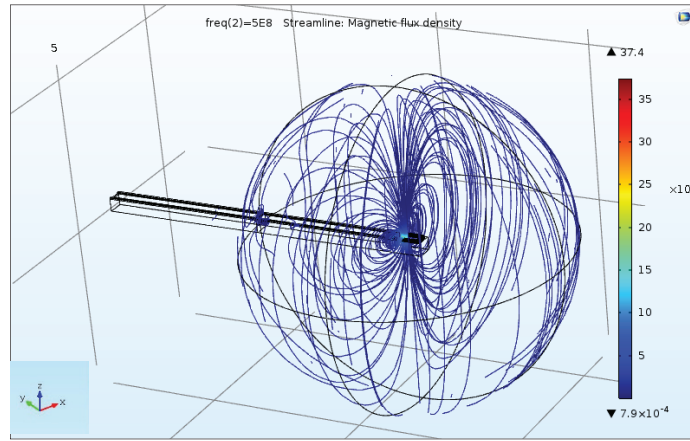 freq(2)=5E8 Streamline: Magnetic flux density
5
▲ 37.4
35
30
25
×10
20
15
10
5
▼ 7.9×10⁻⁴
z
y
x